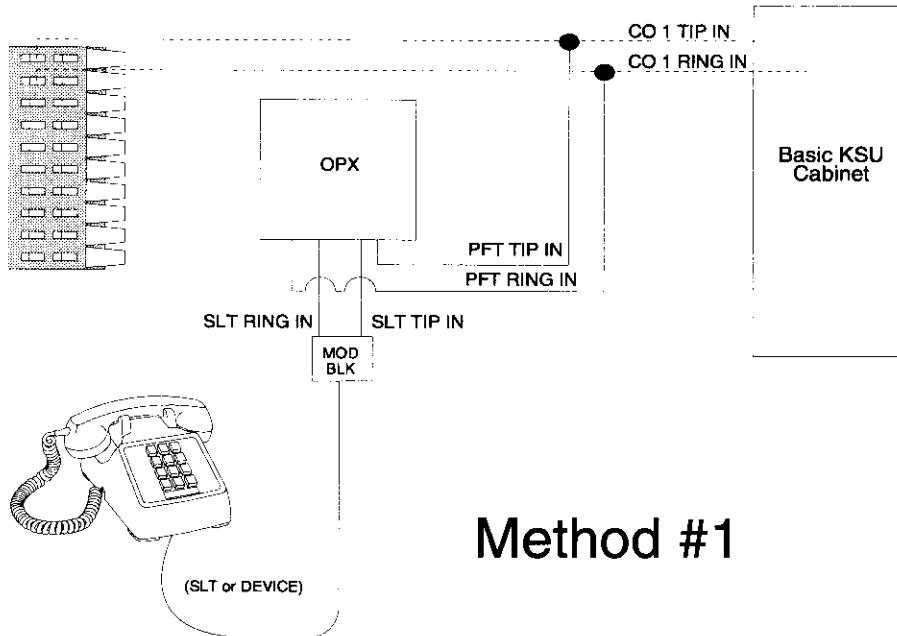 CO 1 TIP IN
CO 1 RING IN
OPX
Basic KSU
Cabinet
PFT TIP IN
PFT RING IN
SLT RING IN
SLT TIP IN
MOD
BLK
Method #1
(SLT or DEVICE)